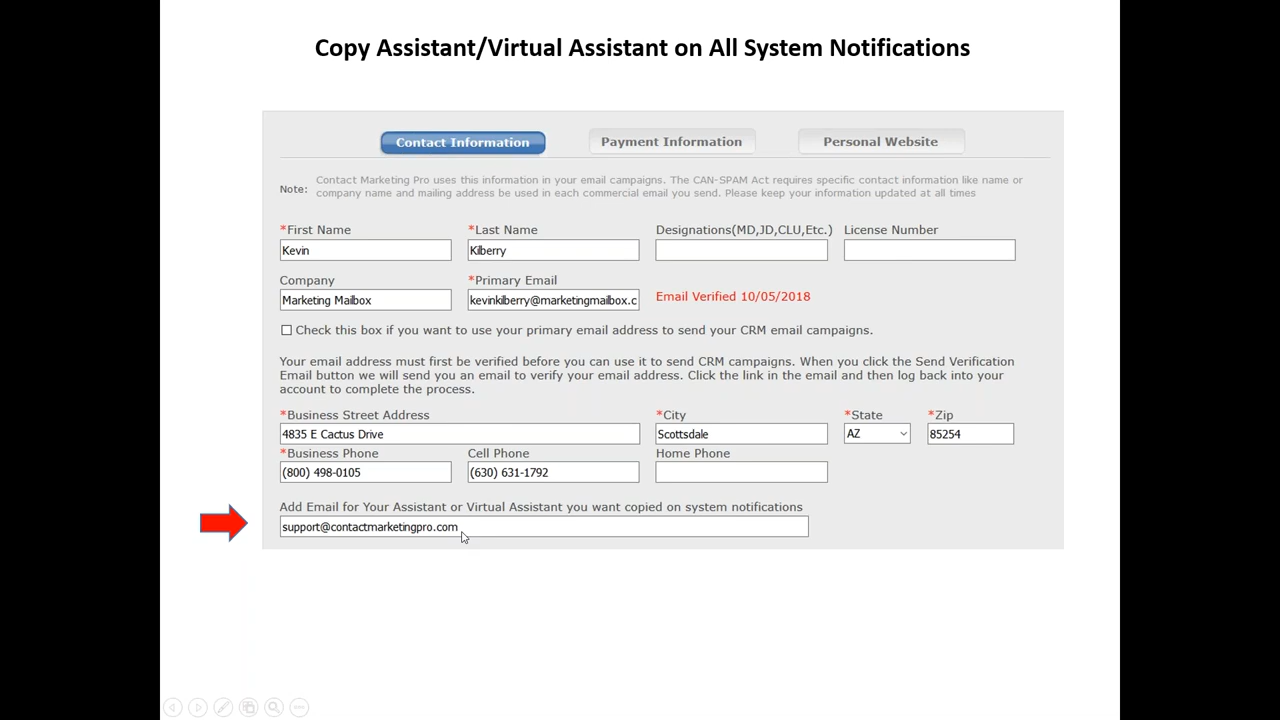 Copy Assistant/Virtual Assistant on All System Notifications
Contact Information
Payment Information
Personal Website
Note:
Contact Marketing Pro uses this information in your email campaigns. The CAN-SPAM Act requires specific contact information like name or
company name and mailing address be used in each commercial email you send. Please keep your information updated at all times
*First Name
*Last Name
Designations(MD,JD,CLU,Etc.)
License Number
Kevin
Kilberry
Company
*Primary Email
Marketing Mailbox
kevinkilberry@marketingmailbox.c
Email Verified 10/05/2018
Check this box if you want to use your primary email address to send your CRM email campaigns.
Your email address must first be verified before you can use it to send CRM campaigns. When you click the Send Verification
Email button we will send you an email to verify your email address. Click the link in the email and then log back into your
account to complete the process.
*Business Street Address
*City
*State
*Zip
4835 E Cactus Drive
Scottsdale
AZ
85254
*Business Phone
Cell Phone
Home Phone
(800) 498-0105
(630) 631-1792
Add Email for Your Assistant or Virtual Assistant you want copied on system notifications
support@contactmarketingpro.com